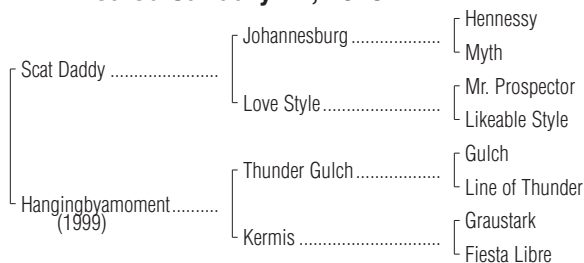 Hennessy
Johannesburg ....................
Myth
Scat Daddy ........................
Mr. Prospector
Love Style ..........................
Likeable Style
Gulch
Thunder Gulch...................
Line of Thunder
Hangingbyamoment..........
(1999)
Graustark
Kermis ...............................
Fiesta Libre